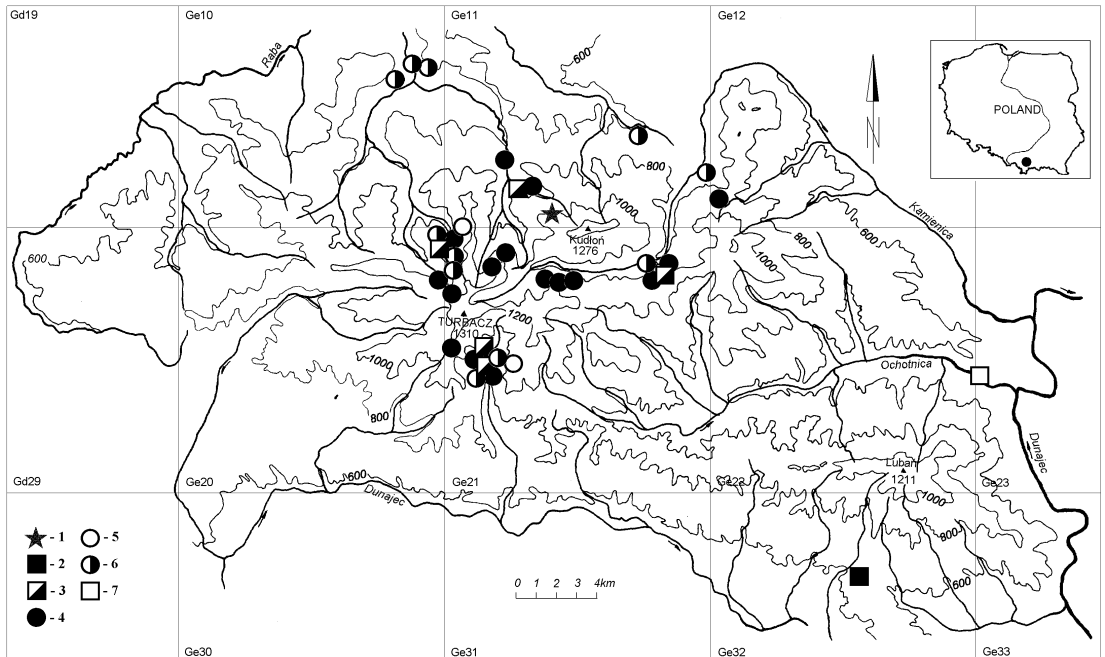 Gd19
Ge10
Ge11
Ge12
Raba
600
POLAND
800
1000
Kamienica
Kudłoń
1276
800
600
1000
600
1200
TURBACZ
1310
1000
Ochotnica
800
Lubań
1211
Dunajec
600
Gd29
Ge20
Dunajec
Ge21
Ge22
Ge23
1000
800
600
- 1
- 5
- 2
- 6
- 3
- 7
- 4
0 1 2 3 4km
N
Ge30
Ge31
Ge32
Ge33